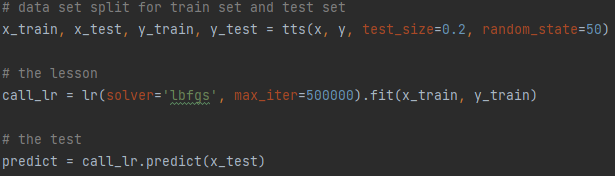 # data set split for train set and test set
x_train, x_test, y_train, y_test = tts(x, y, test_size=0.2, random_state=50)
# the lesson
call_lr = lr(solver='lbfgs', max_iter=500000).fit(x_train, y_train)
# the test
predict = call_lr.predict(x_test)